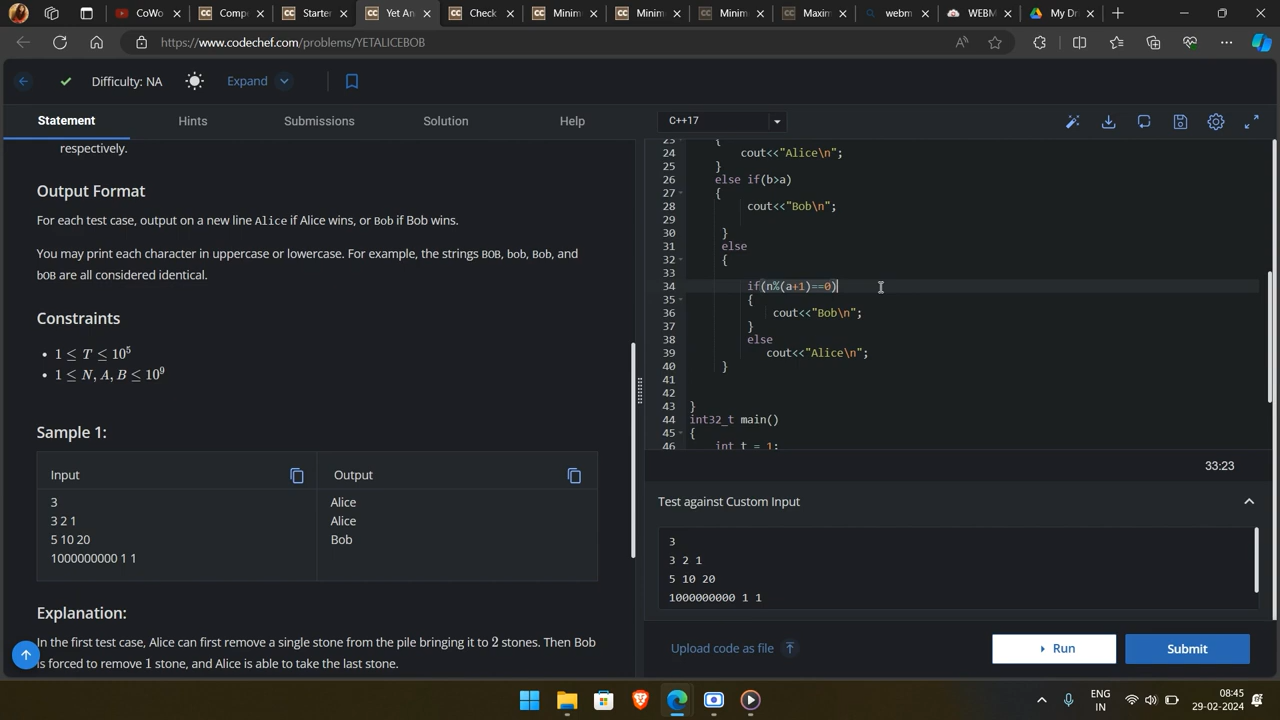 CoWo
Comp
Starter
Yet An
Check
Minim
Minim
Minim
Maxim
webm
WEBM
My Dr
https://www.codechef.com/problems/YETALICEBOB
Difficulty: NA
Expand
Statement
Hints
Submissions
Solution
Help
C++17
respectively.
Output Format
For each test case, output on a new line Alice if Alice wins, or Bob if Bob wins.
You may print each character in uppercase or lowercase. For example, the strings BOB, bob, Bob, and
bOB are all considered identical.
Constraints
1 ≤ T ≤ 10^5
1 ≤ N, A, B ≤ 10^9
Sample 1:
Input
Output
3
3 2 1
5 10 20
1000000000 1 1
Alice
Alice
Bob
Explanation:
In the first test case, Alice can first remove a single stone from the pile bringing it to 2 stones. Then Bob
is forced to remove 1 stone, and Alice is able to take the last stone.
23 {
24 cout<<"Alice\n";
25 }
26 else if(b>a)
27 {
28 cout<<"Bob\n";
29
30 }
31 else
32 {
33
34 if(n%(a+1)==0)
35 {
36 cout<<"Bob\n";
37 }
38 else
39 cout<<"Alice\n";
40 }
41
42
43 }
44 int32_t main()
45 {
46 int t = 1;
33:23
Test against Custom Input
3
3 2 1
5 10 20
1000000000 1 1
Upload code as file
Run
Submit
ENG
IN
08:45
29-02-2024